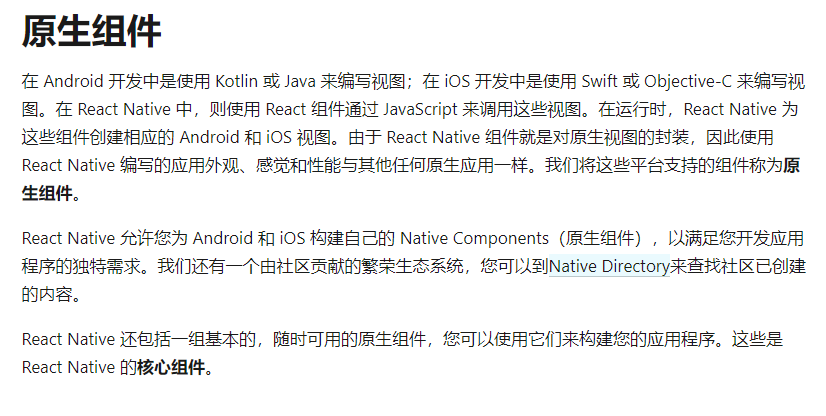 原生组件
在 Android 开发中是使用 Kotlin 或 Java 来编写视图；在 iOS 开发中是使用 Swift 或 Objective-C 来编写视
图。在 React Native 中，则使用 React 组件通过 JavaScript 来调用这些视图。在运行时，React Native 为
这些组件创建相应的 Android 和 iOS 视图。由于 React Native 组件就是对原生视图的封装，因此使用
React Native 编写的应用外观、感觉和性能与其他任何原生应用一样。我们将这些平台支持的组件称为原
生组件。
React Native 允许您为 Android 和 iOS 构建自己的 Native Components（原生组件），以满足您开发应用
程序的独特需求。我们还有一个由社区贡献的繁荣生态系统，您可以到Native Directory来查找社区已创建
的内容。
React Native 还包括一组基本的，随时可用的原生组件，您可以使用它们来构建您的应用程序。这些是
React Native 的核心组件。